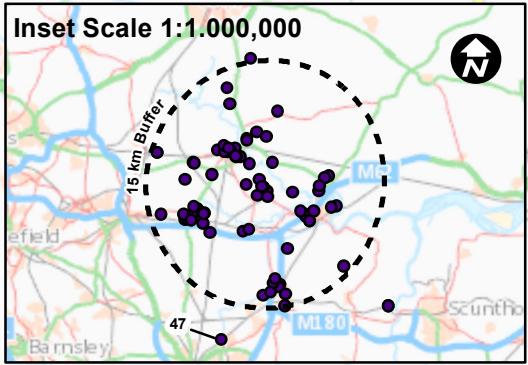 Inset Scale 1:1.000,000
N
15 km Buffer
M62
s
efield
Scuntho
M180
47
Barnsley